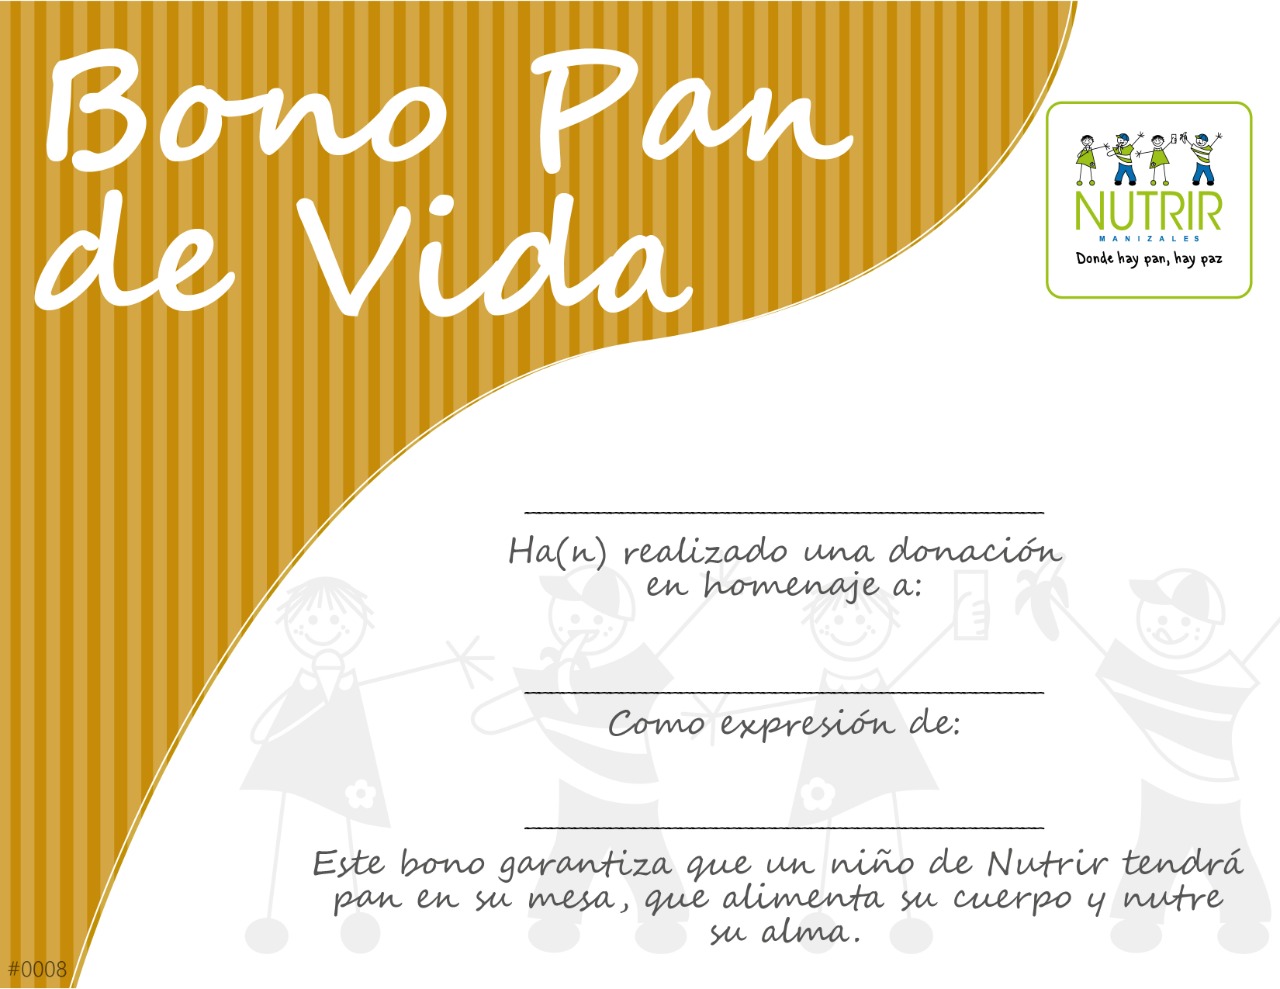 Bono Pan
de Vida
NUTRIR
MANIZALES
Donde hay pan, hay paz
Ha(n) realizado una donación
en homenaje a:
Como expresión de:
Este bono garantiza que un niño de Nutrir tendrá
pan en su mesa, que alimenta su cuerpo y nutre
su alma.
#0008